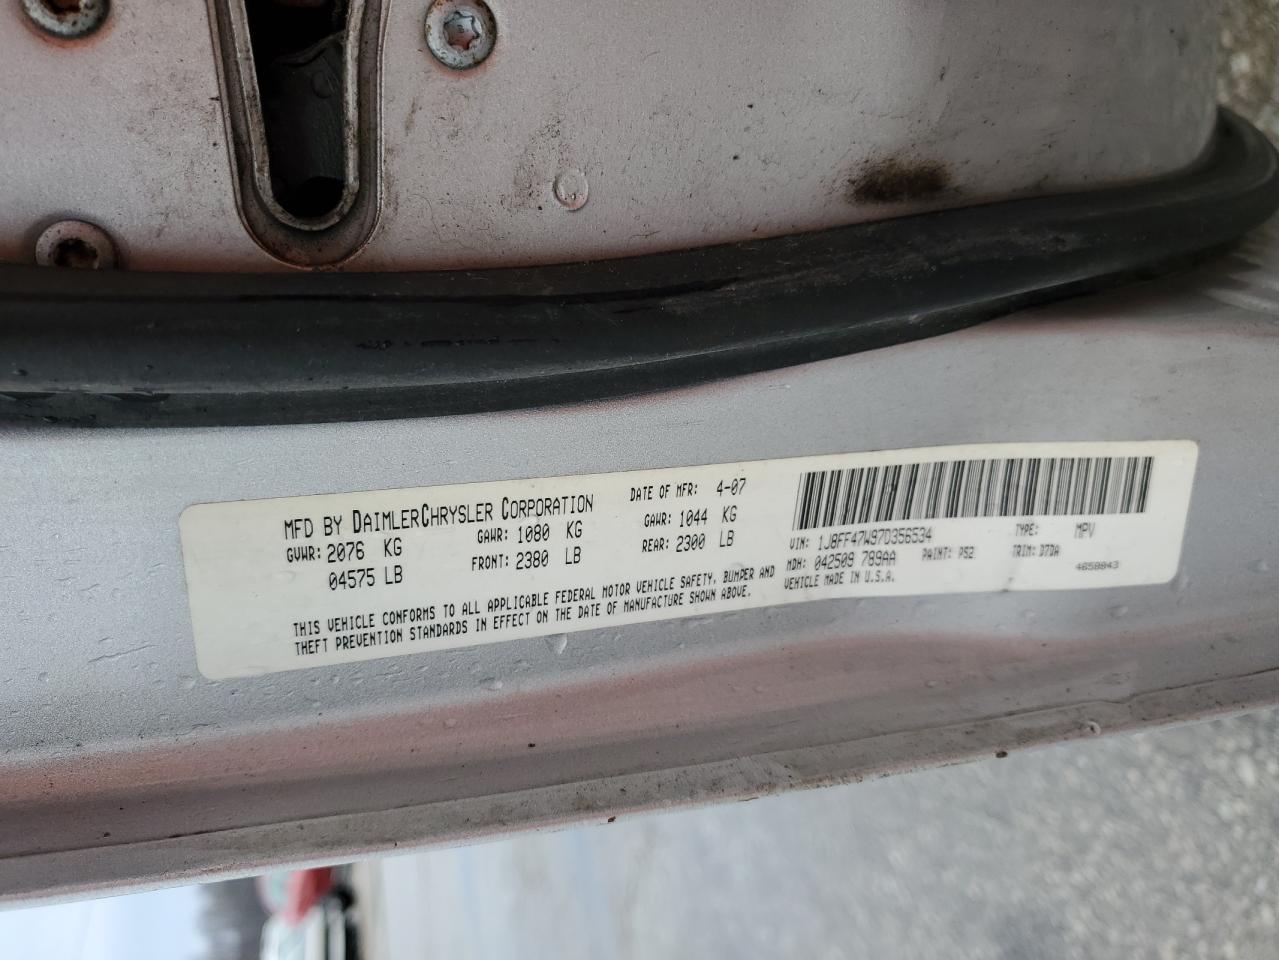 MFD BY DAIMLERCHRYSLER CORPORATION
DATE OF MFR: 4-07
GVWR: 2076 KG
04575 LB
GAWR: 1080 KG
FRONT: 2380 LB
GAWR: 1044 KG
REAR: 2300 LB
THIS VEHICLE CONFORMS TO ALL APPLICABLE FEDERAL MOTOR VEHICLE SAFETY, BUMPER AND
THEFT PREVENTION STANDARDS IN EFFECT ON THE DATE OF MANUFACTURE SHOWN ABOVE.
VIN: 1J8FF47W97D356534
TYPE: MPV
MDH: 042509 789AA
PAINT: PS2
TRIM: D7DA
VEHICLE MADE IN U.S.A.
4658843